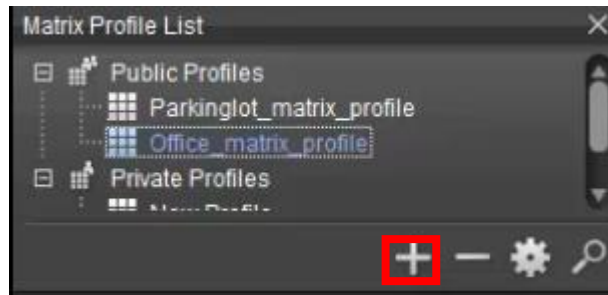 Matrix Profile List
Public Profiles
Parkinglot_matrix_profile
Office_matrix_profile
Private Profiles